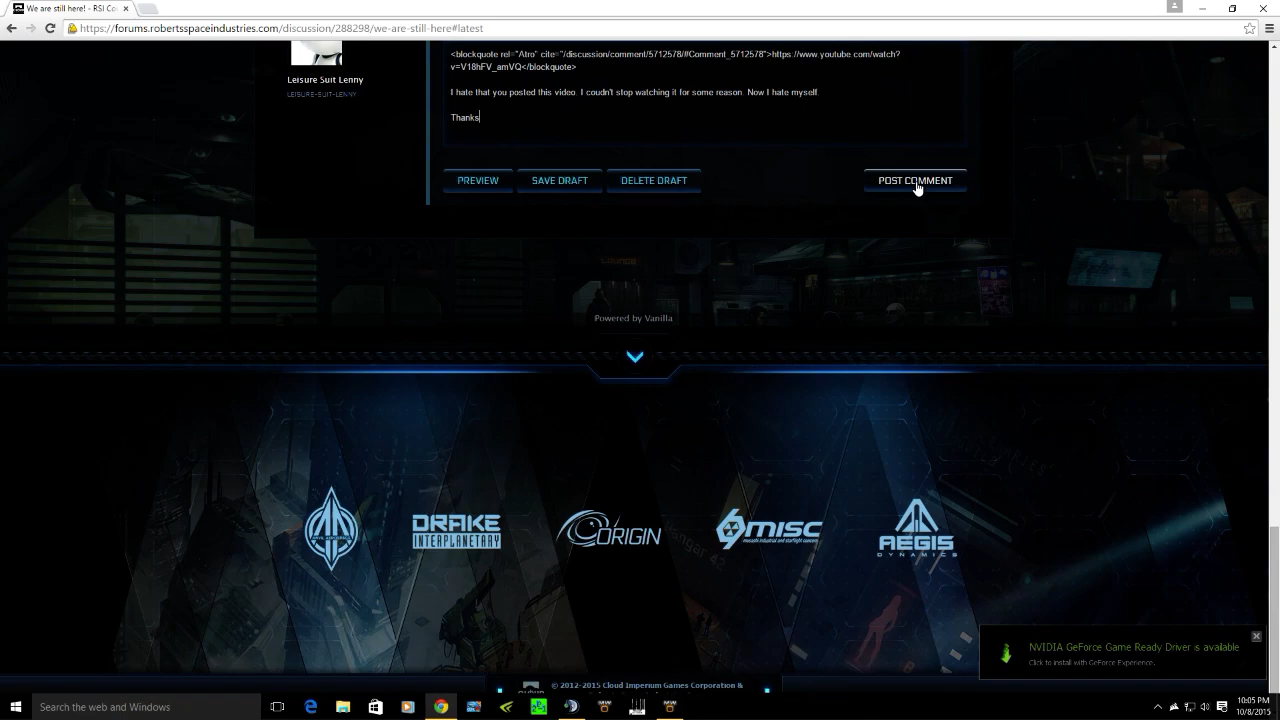 We are still here! - RSI Co
https://forums.robertsspaceindustries.com/discussion/288298/we-are-still-here#latest
<blockquote rel="Atro" cite="/discussion/comment/5712578/#Comment_5712578">https://www.youtube.com/watch?
v=V18hFV_amVQ</blockquote>
Leisure Suit Lenny
LEISURE-SUIT-LENNY
I hate that you posted this video. I coudn't stop watching it for some reason. Now I hate myself.
Thanks
PREVIEW SAVE DRAFT DELETE DRAFT POST COMMENT
Powered by Vanilla
DRAKE
INTERPLANETARY
ORIGIN
MISC
AEGIS
DYNAMICS
NVIDIA GeForce Game Ready Driver is available
Click to install with GeForce Experience.
© 2012-2015 Cloud Imperium Games Corporation &
Search the web and Windows
10:05 PM
10/8/2015